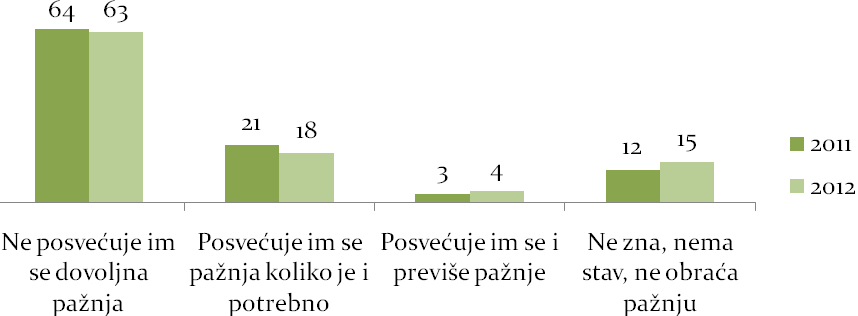 64 63
21 18
3 4
12 15
2011
2012
Ne posvećuje im
se dovoljna
pažnja
Posvećuje im se
pažnja koliko je i
potrebno
Posvećuje im se i
previše pažnje
Ne zna, nema
stav, ne obraća
pažnju